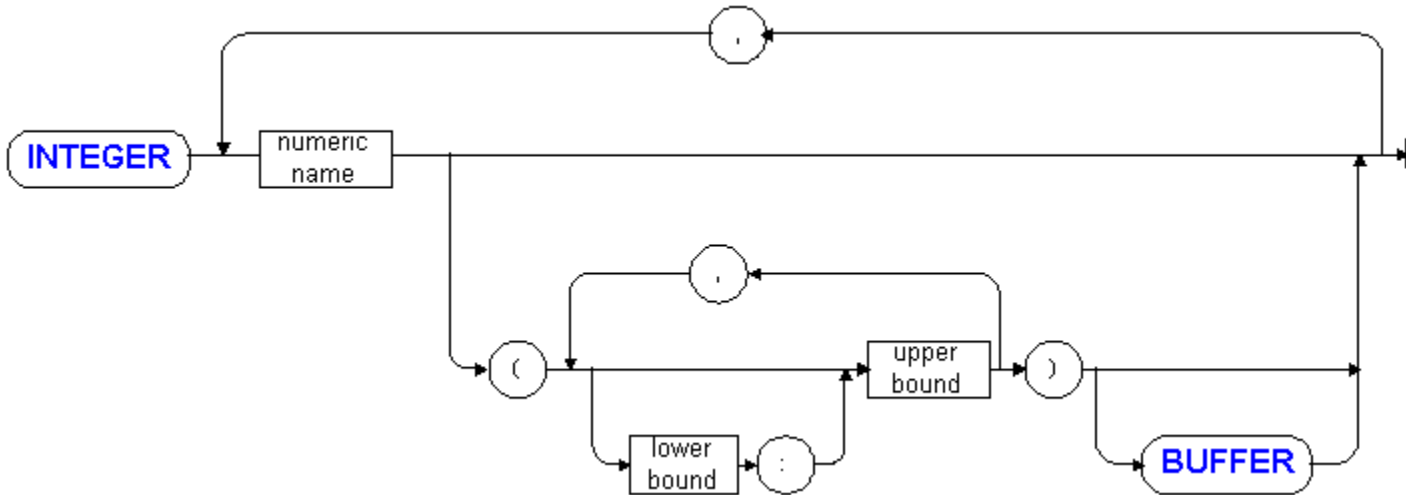 ,
INTEGER
numeric
name
,
(
upper
bound
)
lower
bound
:
BUFFER